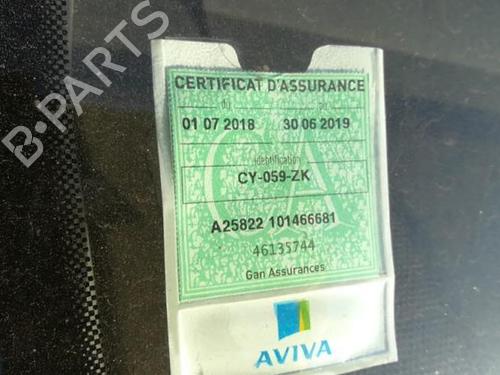 B-PARTS
CERTIFICAT D'ASSURANCE
du au
01 07 2018 30 06 2019
Identification
CY-059-ZK
A25822 101466681
46135744
Gan Assurances
AVIVA